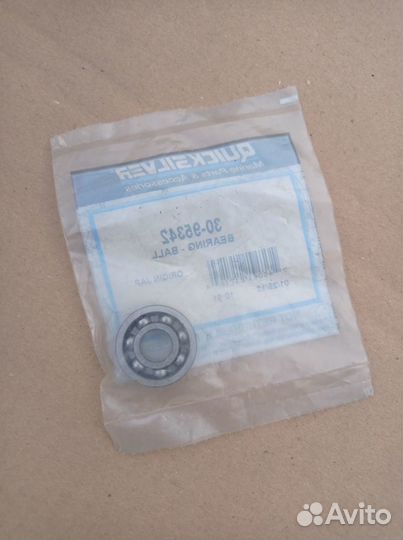 QUICKSILVER
Marine Parts & Accessories
30-95342
BEARING - BALL
ORIGIN JAP
Avito